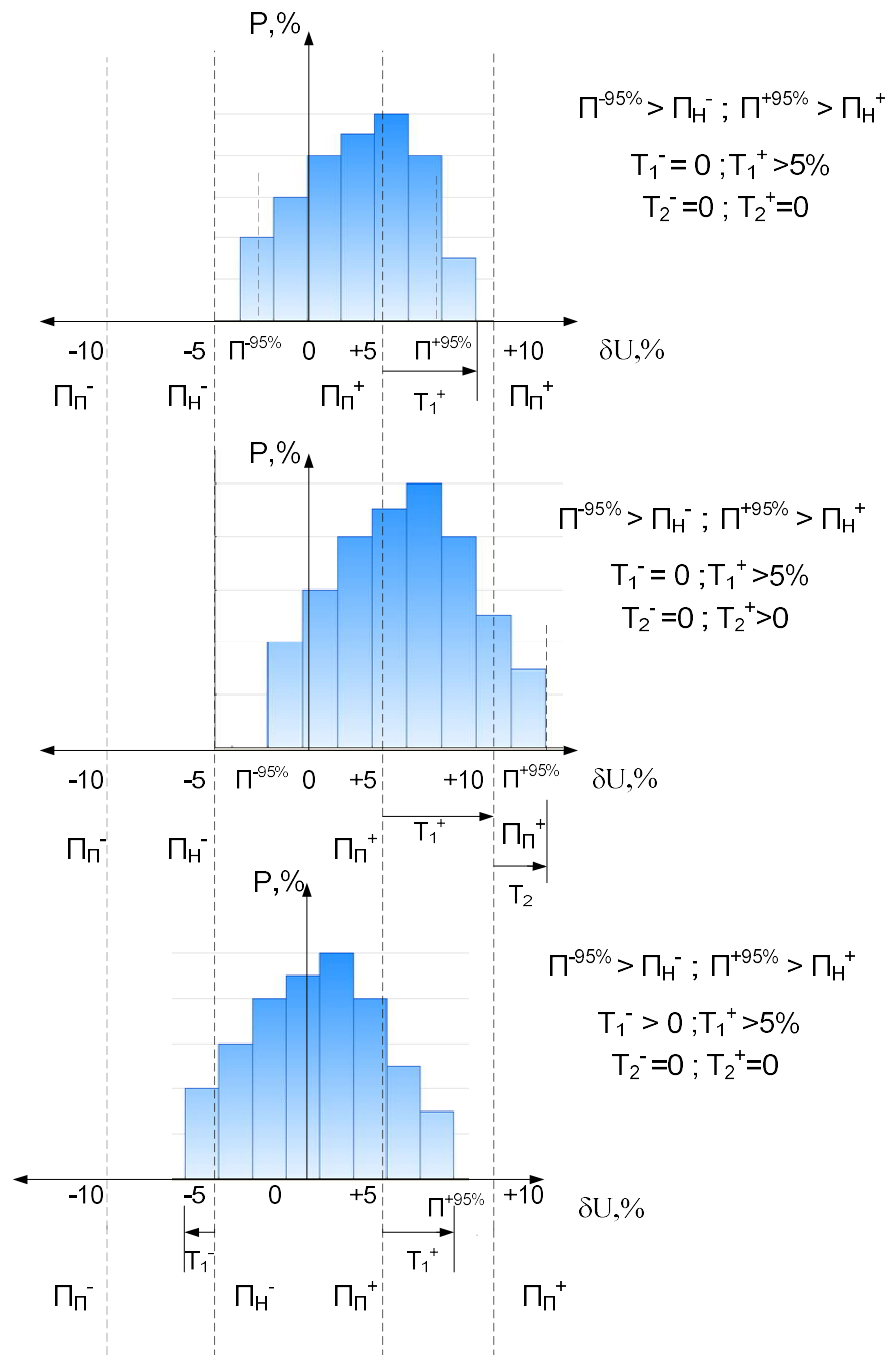 P,%
П⁻⁹⁵% > Пн⁻ ; П⁺⁹⁵% > Пн⁺
T₁⁻ = 0 ;T₁⁺ >5%
T₂⁻ =0 ; T₂⁺=0
-10 -5 П⁻⁹⁵% 0 +5 П⁺⁹⁵% +10 δU,%
Пп⁻ Пн⁻ Пп⁺ T₁⁺ Пп⁺
P,%
П⁻⁹⁵% > Пн⁻ ; П⁺⁹⁵% > Пн⁺
T₁⁻ = 0 ;T₁⁺ >5%
T₂⁻ =0 ; T₂⁺>0
-10 -5 П⁻⁹⁵% 0 +5 +10 П⁺⁹⁵% δU,%
Пп⁻ Пн⁻ Пп⁺ T₁⁺ Пп⁺
T₂
P,%
П⁻⁹⁵% > Пн⁻ ; П⁺⁹⁵% > Пн⁺
T₁⁻ > 0 ;T₁⁺ >5%
T₂⁻ =0 ; T₂⁺=0
-10 -5 0 +5 П⁺⁹⁵% +10 δU,%
T₁⁻ T₁⁺
Пп⁻ Пн⁻ Пп⁺ Пп⁺